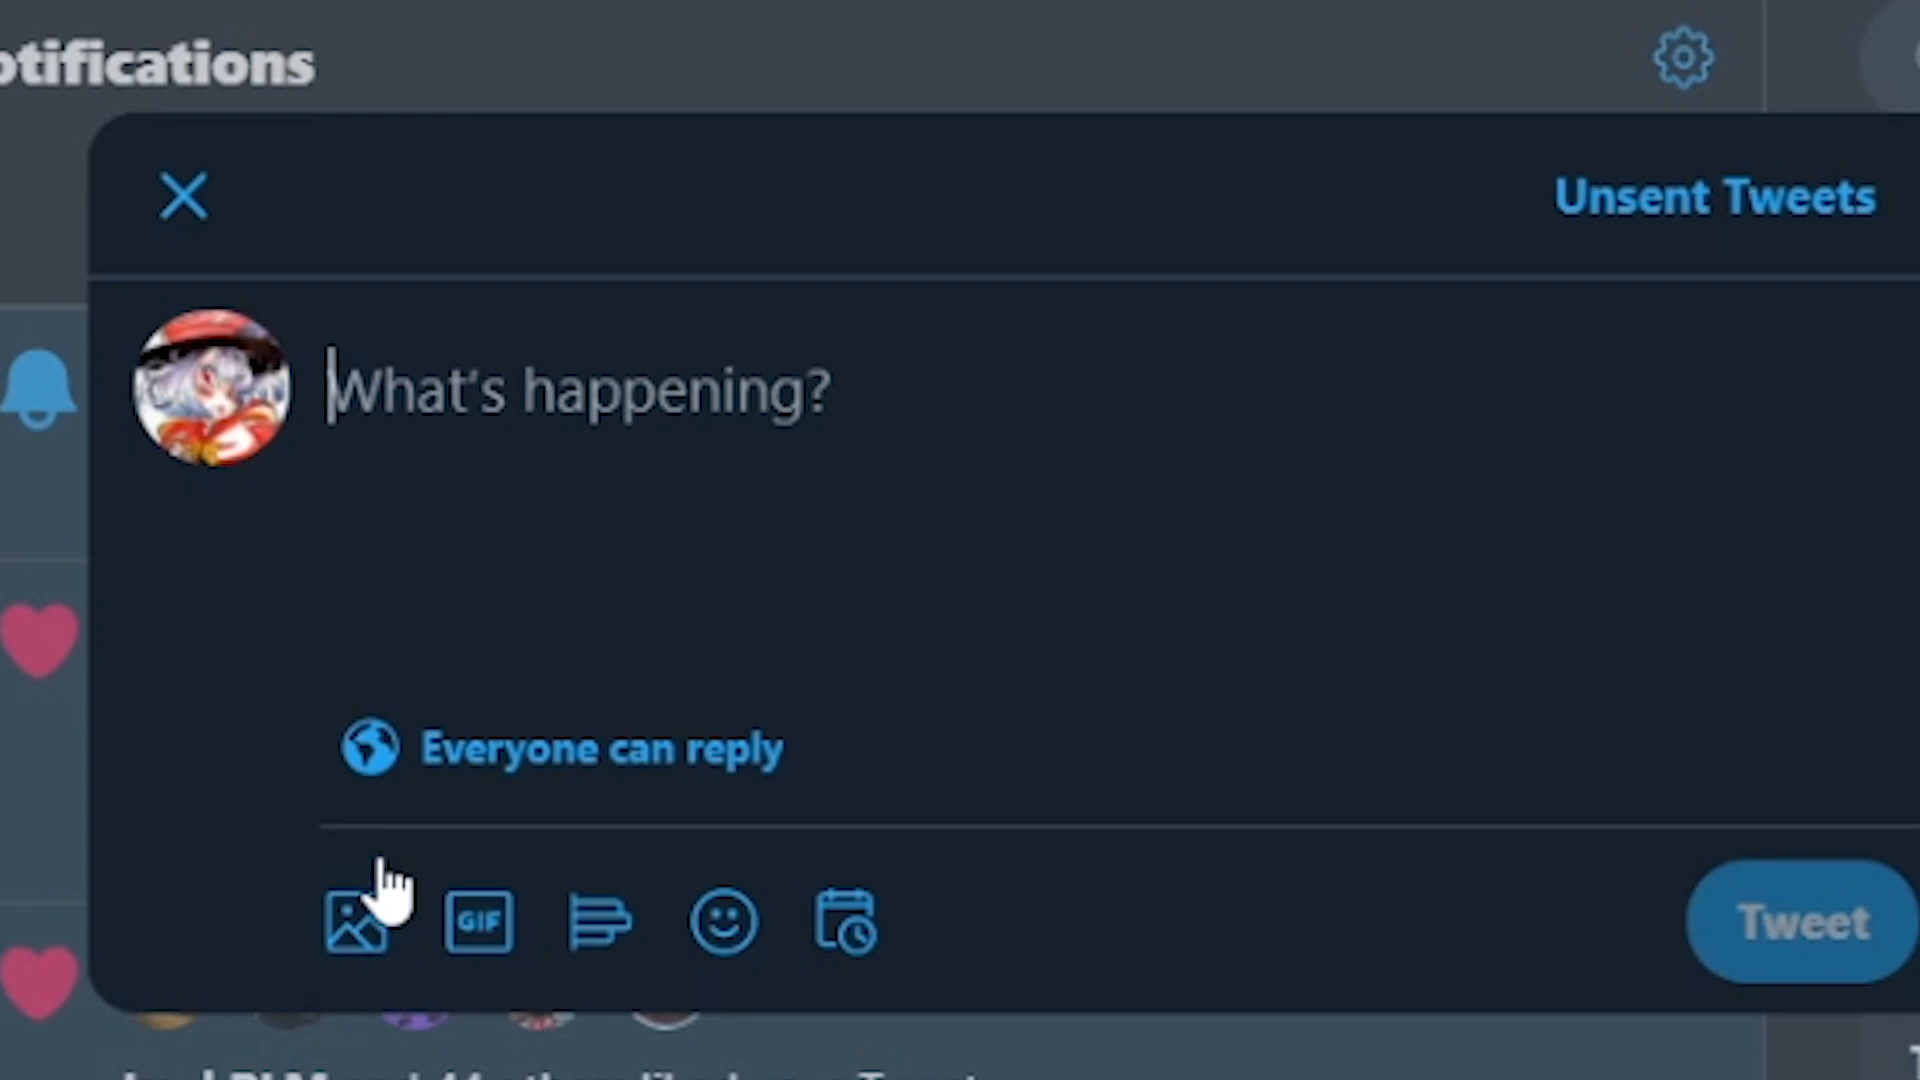 otifications
Unsent Tweets
What's happening?
Everyone can reply
GIF
Tweet